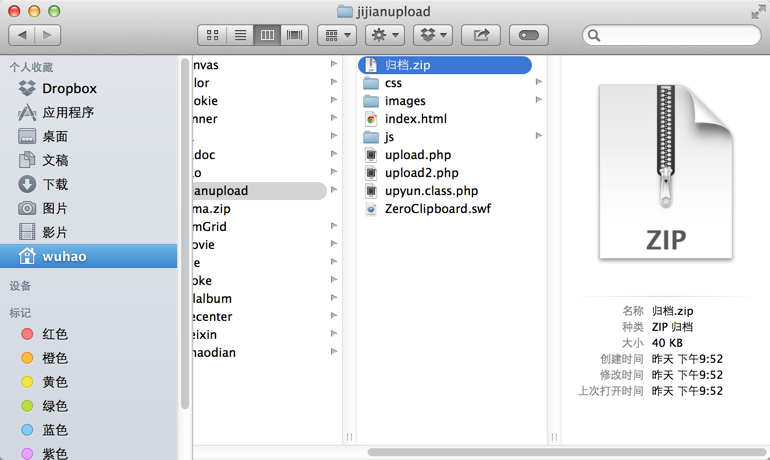 jijianupload
个人收藏
Dropbox
应用程序
桌面
文稿
下载
图片
影片
wuhao
设备
标记
红色
橙色
黄色
绿色
蓝色
紫色
nvas
lor
okie
nner
doc
o
anupload
ma.zip
mGrid
ovie
e
oke
lalbum
ecenter
eixin
naodian
归档.zip
css
images
index.html
js
upload.php
upload2.php
upyun.class.php
ZeroClipboard.swf
ZIP
名称 归档.zip
种类 ZIP 归档
大小 40 KB
创建时间 昨天 下午9:52
修改时间 昨天 下午9:52
上次打开时间 昨天 下午9:52